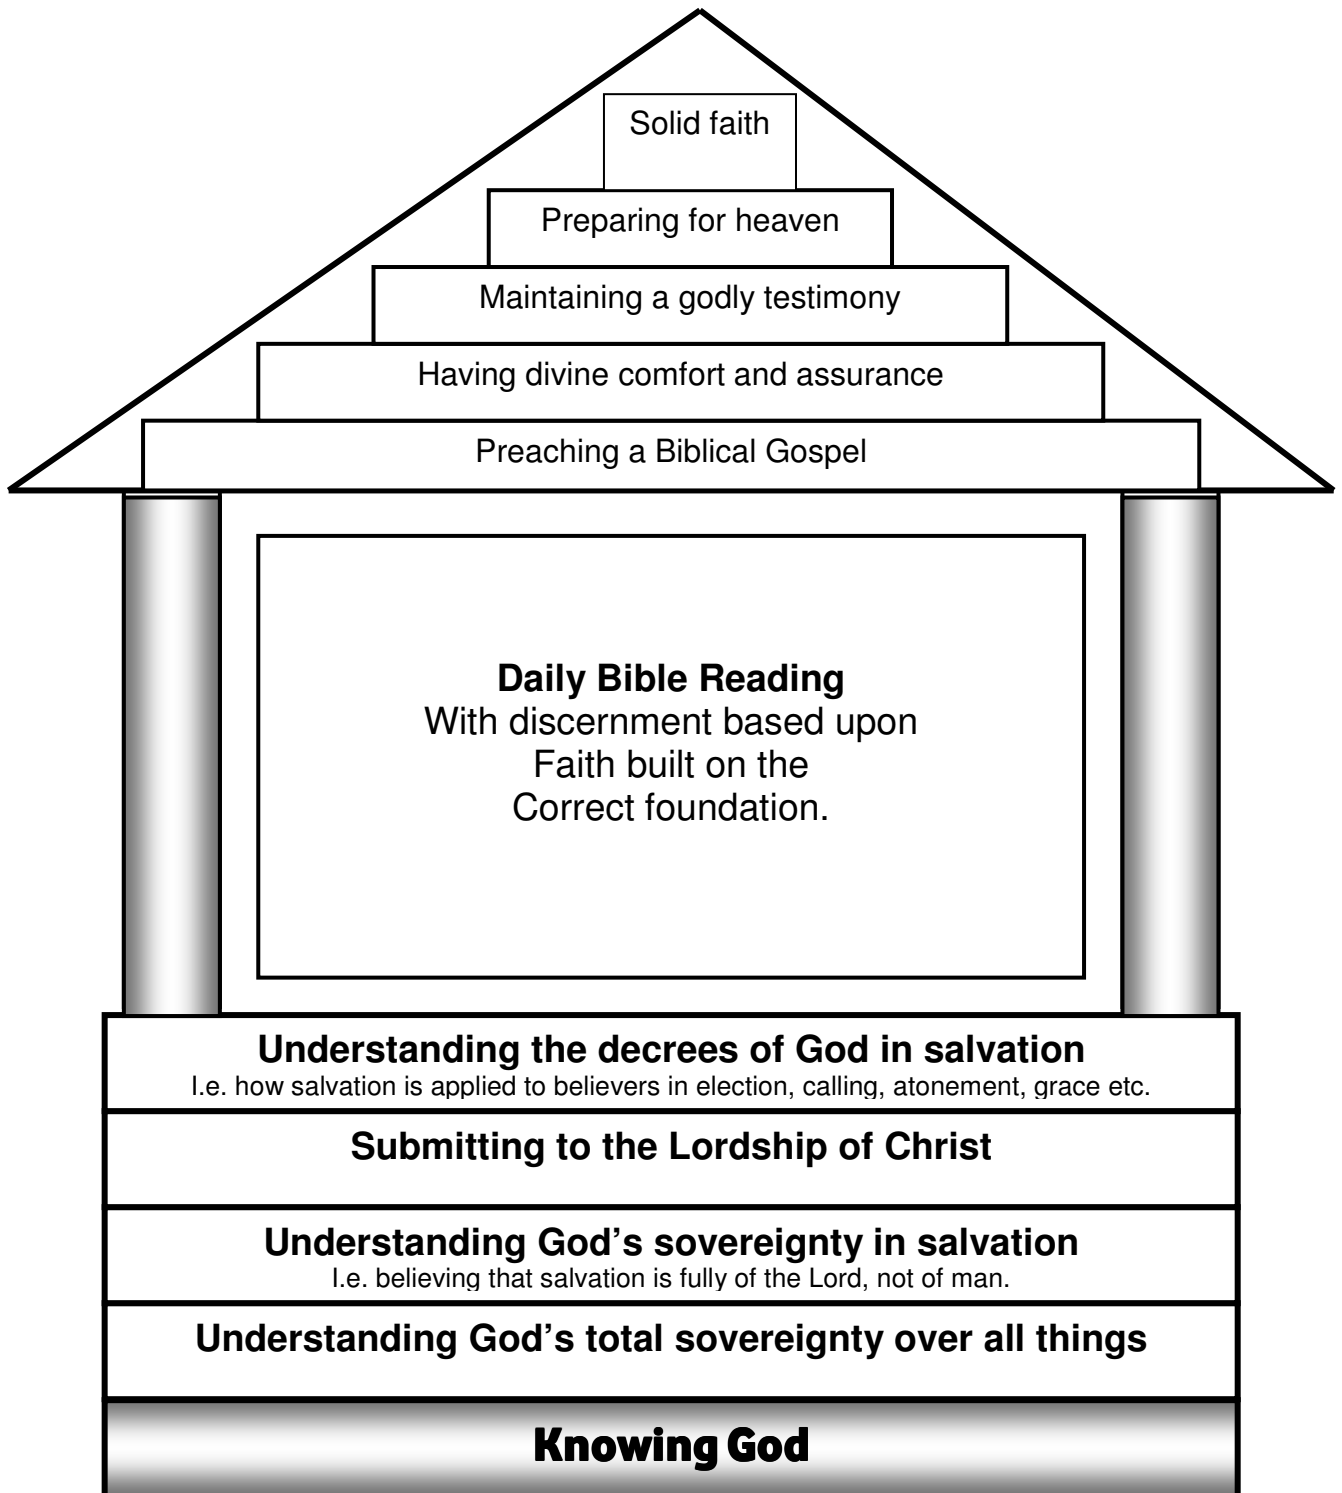 Solid faith
Preparing for heaven
Maintaining a godly testimony
Having divine comfort and assurance
Preaching a Biblical Gospel
Daily Bible Reading
With discernment based upon
Faith built on the
Correct foundation.
Understanding the decrees of God in salvation
I.e. how salvation is applied to believers in election, calling, atonement, grace etc.
Submitting to the Lordship of Christ
Understanding God’s sovereignty in salvation
I.e. believing that salvation is fully of the Lord, not of man.
Understanding God’s total sovereignty over all things
Knowing God